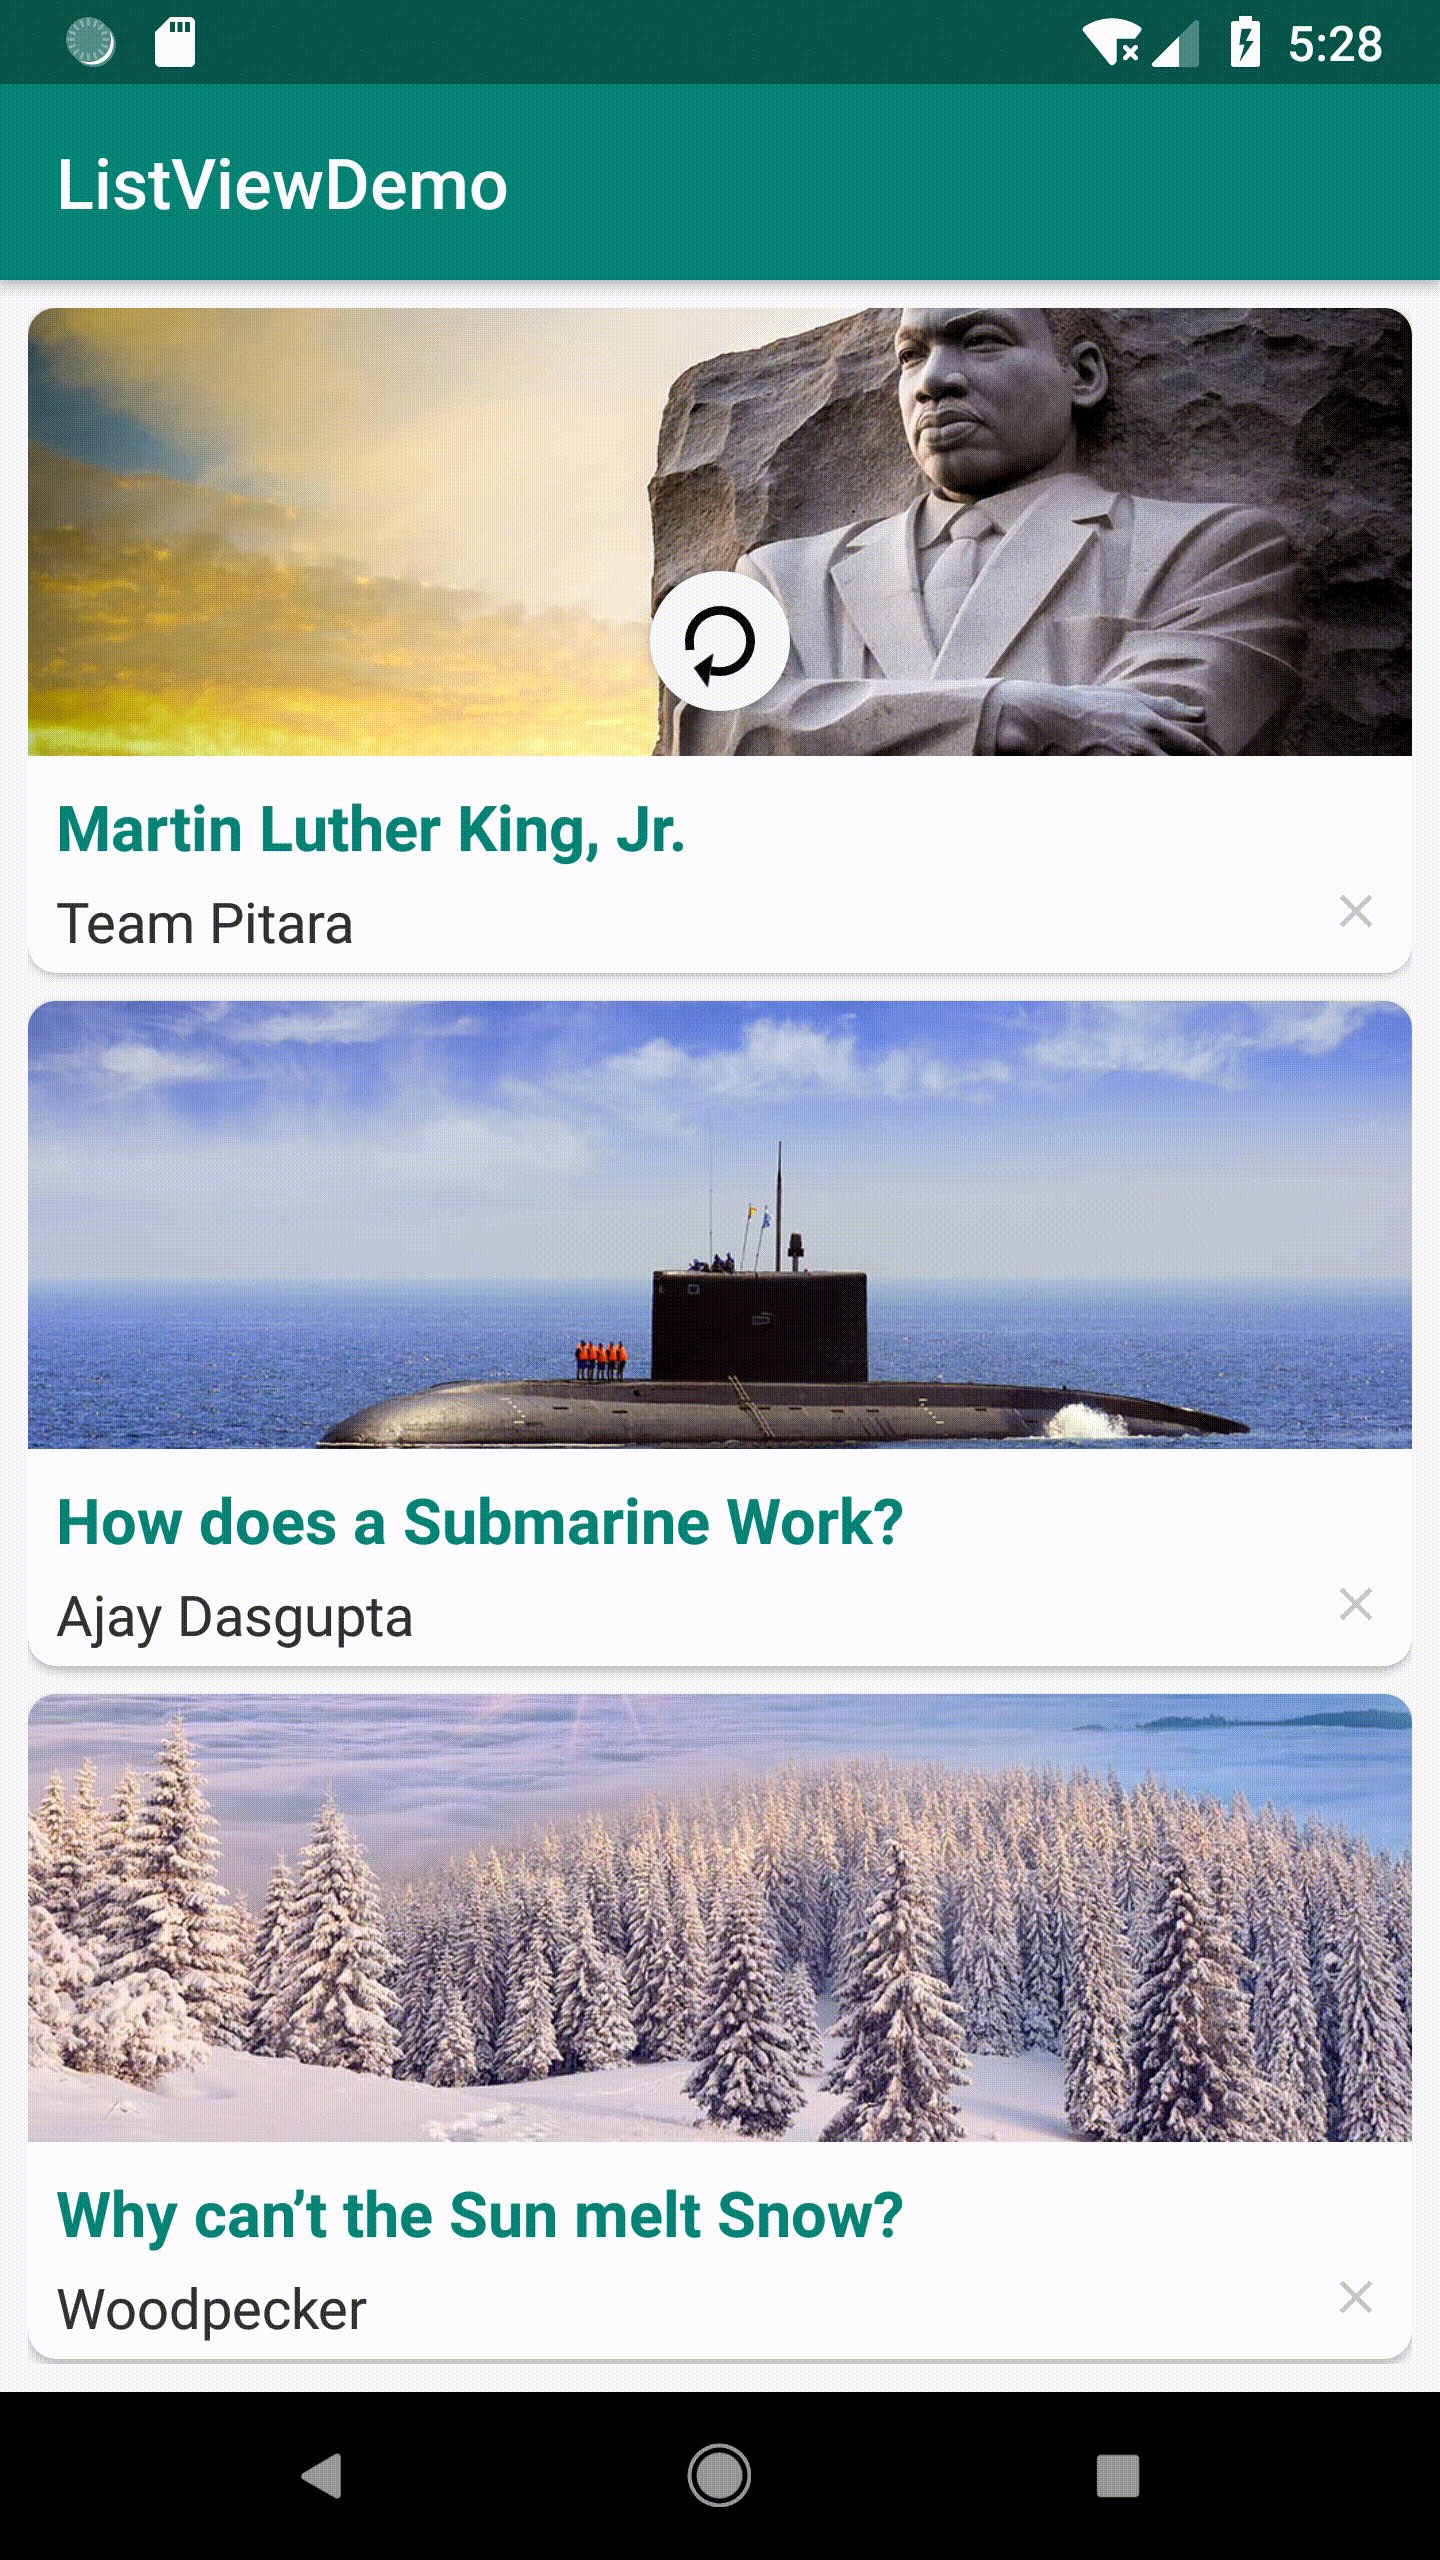 5:28
ListViewDemo
Martin Luther King, Jr.
Team Pitara
How does a Submarine Work?
Ajay Dasgupta
Why can’t the Sun melt Snow?
Woodpecker